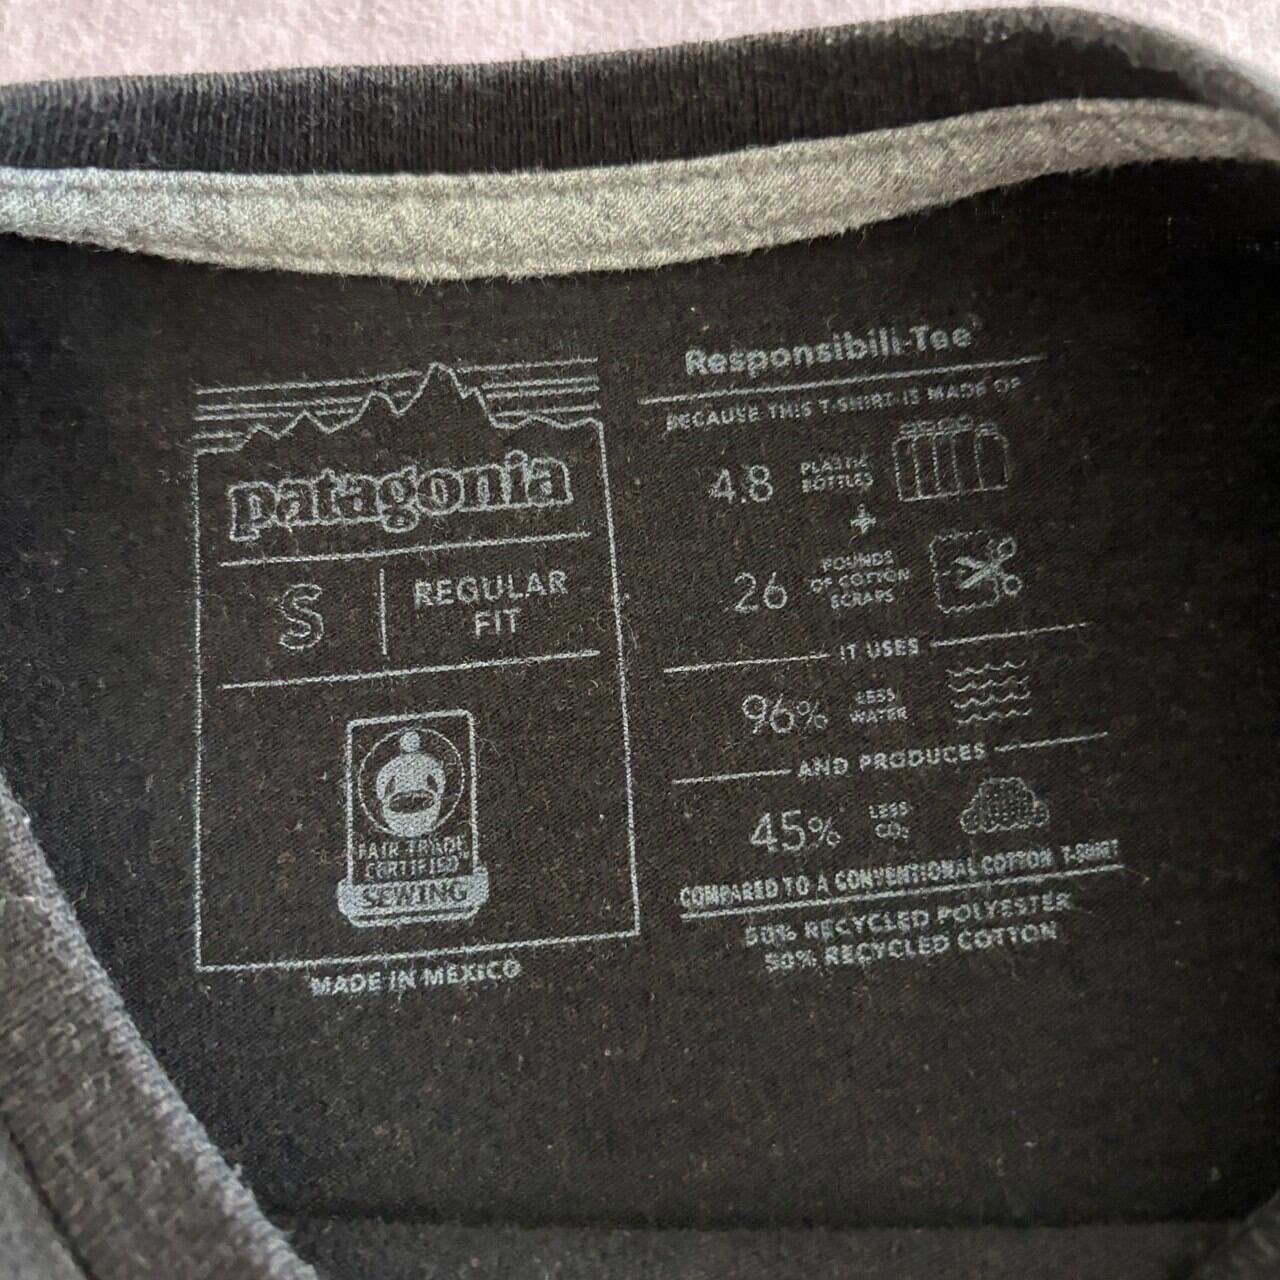 patagonia
S
REGULAR
FIT
FAIR TRADE
CERTIFIED™
SEWING
MADE IN MEXICO
Responsibili-Tee®
BECAUSE THIS T-SHIRT IS MADE OF
4.8 PLASTIC
BOTTLES
+
26 POUNDS
OF COTTON
SCRAPS
IT USES
96% LESS
WATER
AND PRODUCES
45% LESS
CO₂
COMPARED TO A CONVENTIONAL COTTON T-SHIRT
50% RECYCLED POLYESTER
50% RECYCLED COTTON